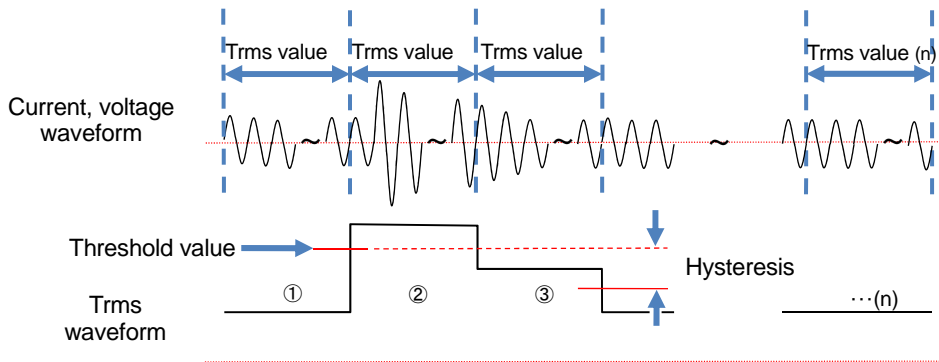 Trms value
Trms value
Trms value
Trms value (n)
Current, voltage
waveform
Threshold value
Hysteresis
①
②
③
Trms
waveform
⋯(n)